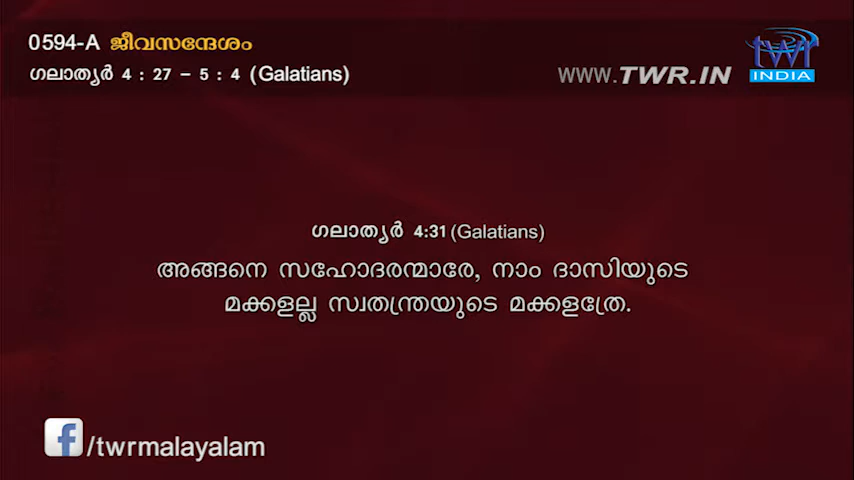 0594-A ജീവസന്ദേശം
ഗലാത്യർ 4 : 27 – 5 : 4 (Galatians)
WWW.TWR.IN
twr
INDIA
ഗലാത്യർ 4:31 (Galatians)
അങ്ങനെ സഹോദരന്മാരേ, നാം ദാസിയുടെ
മക്കളല്ല സ്വതന്ത്രയുടെ മക്കളത്രേ.
f/twrmalayalam